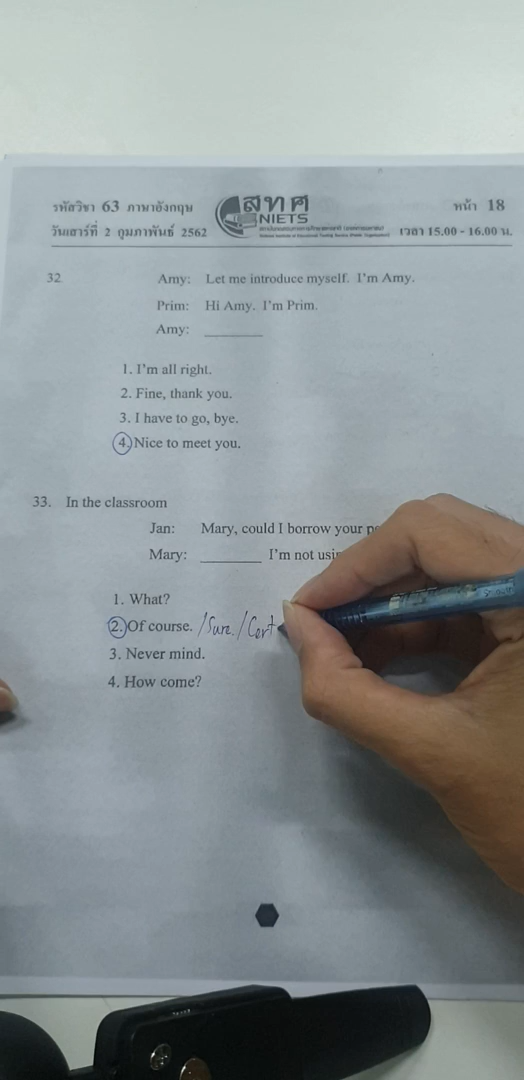 รหัสวิชา 63 ภาษาอังกฤษ
วันเสาร์ที่ 2 กุมภาพันธ์ 2562
สทศ
NIETS
หน้า 18
เวลา 15.00 - 16.00 น.
32
Amy: Let me introduce myself. I'm Amy.
Prim: Hi Amy. I'm Prim.
Amy:
1. I'm all right.
2. Fine, thank you.
3. I have to go, bye.
4. Nice to meet you.
33. In the classroom
Jan: Mary, could I borrow your
Mary: I'm not
1. What?
2. Of course. /Sure. /Cert
3. Never mind.
4. How come?